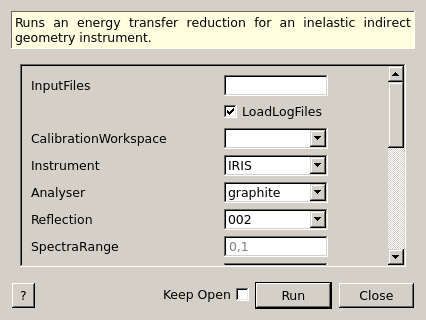 Runs an energy transfer reduction for an inelastic indirect
geometry instrument.
InputFiles
LoadLogFiles
CalibrationWorkspace
Instrument IRIS
Analyser graphite
Reflection 002
SpectraRange 0,1
? Keep Open Run Close